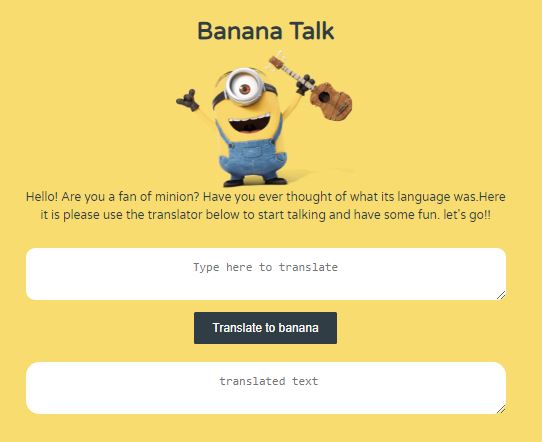 Banana Talk
Hello! Are you a fan of minion? Have you ever thought of what its language was.Here
it is please use the translator below to start talking and have some fun. let's go!!
Type here to translate
Translate to banana
translated text